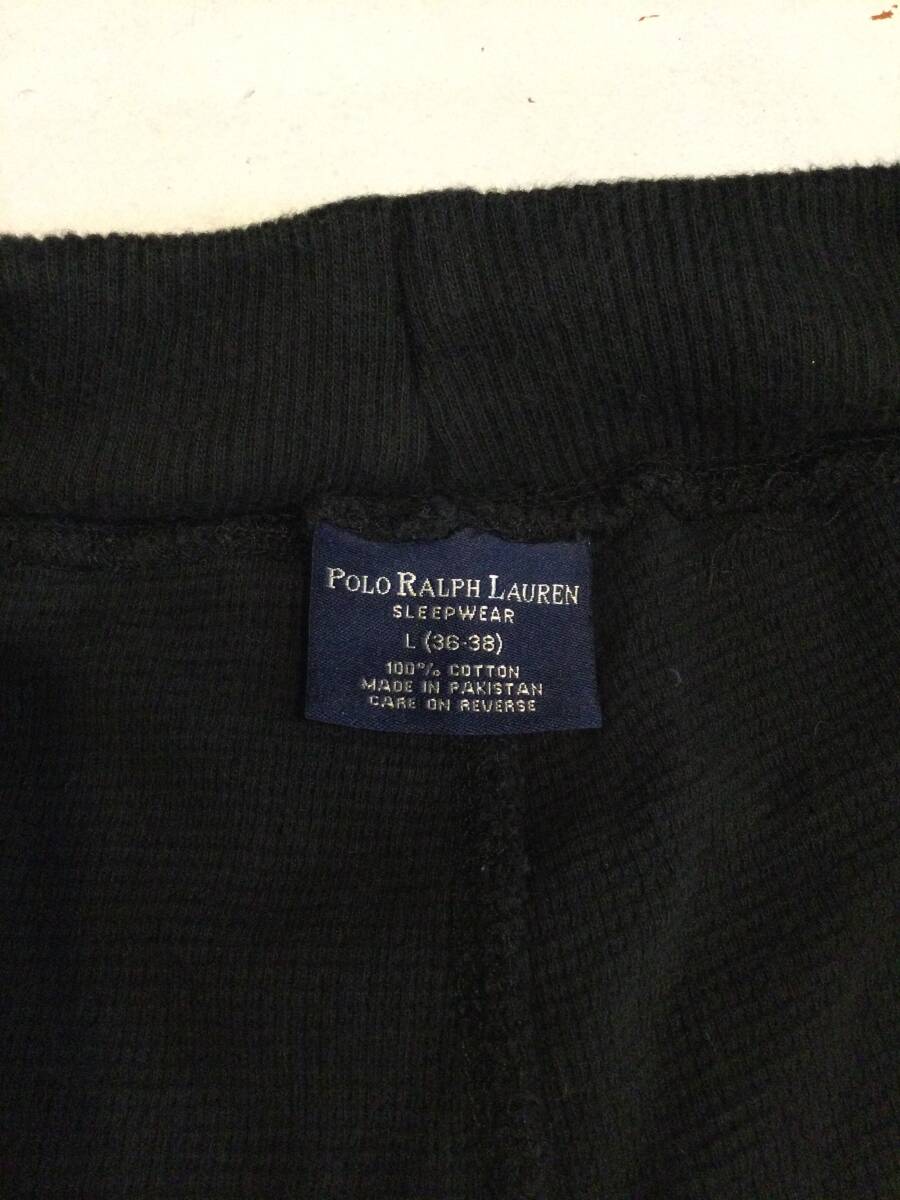 POLO RALPH LAUREN
SLEEPWEAR
L (36-38)
100% COTTON
MADE IN PAKISTAN
CARE ON REVERSE